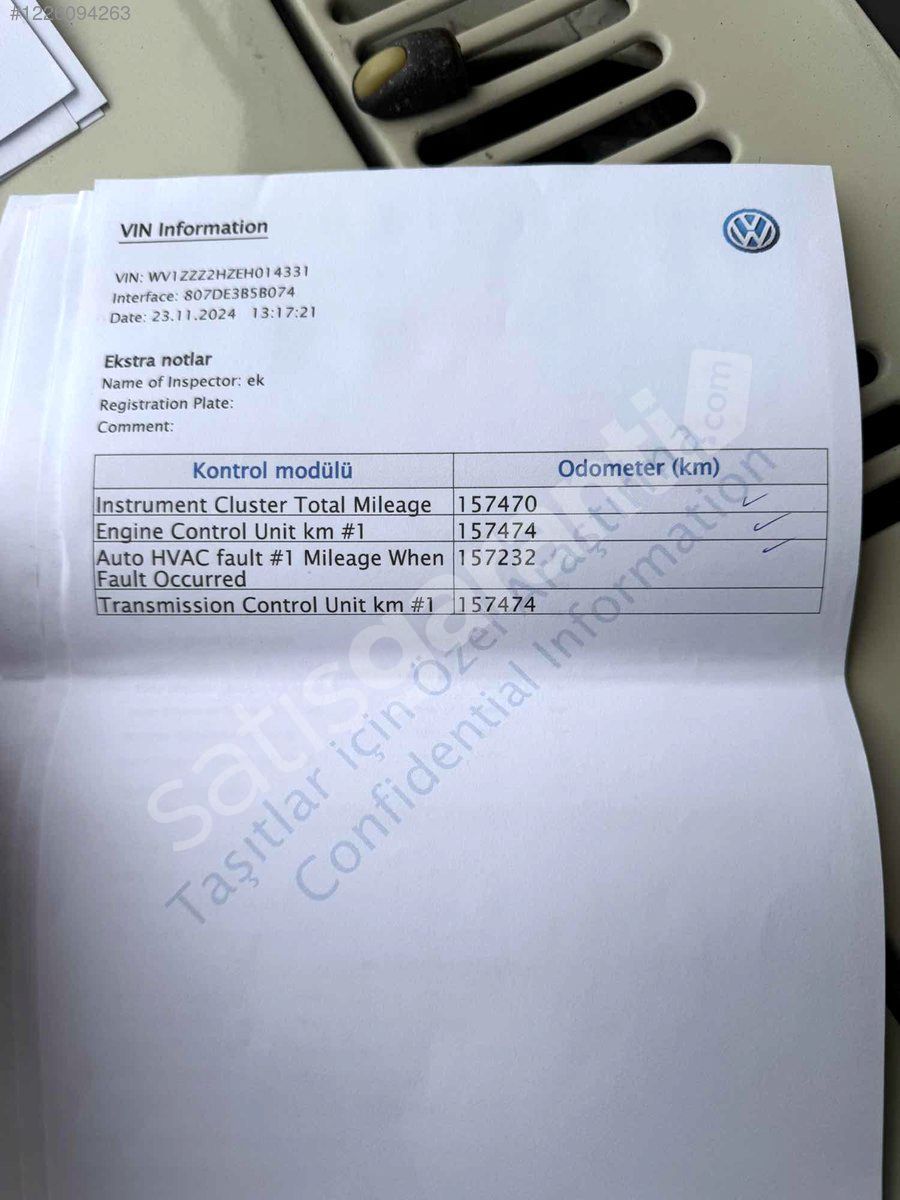 #1226094263
VIN Information
VIN: WV1ZZZ2HZEH014331
Interface: 807DE3B5B074
Date: 23.11.2024 13:17:21
Ekstra notlar
Name of Inspector: ek
Registration Plate:
Comment:
Kontrol modülü Odometer (km)
Instrument Cluster Total Mileage 157470
Engine Control Unit km #1 157474
Auto HVAC fault #1 Mileage When 157232
Fault Occurred
Transmission Control Unit km #1 157474
Taşıtlar için Özel Araştırma
Confidential Information
.com